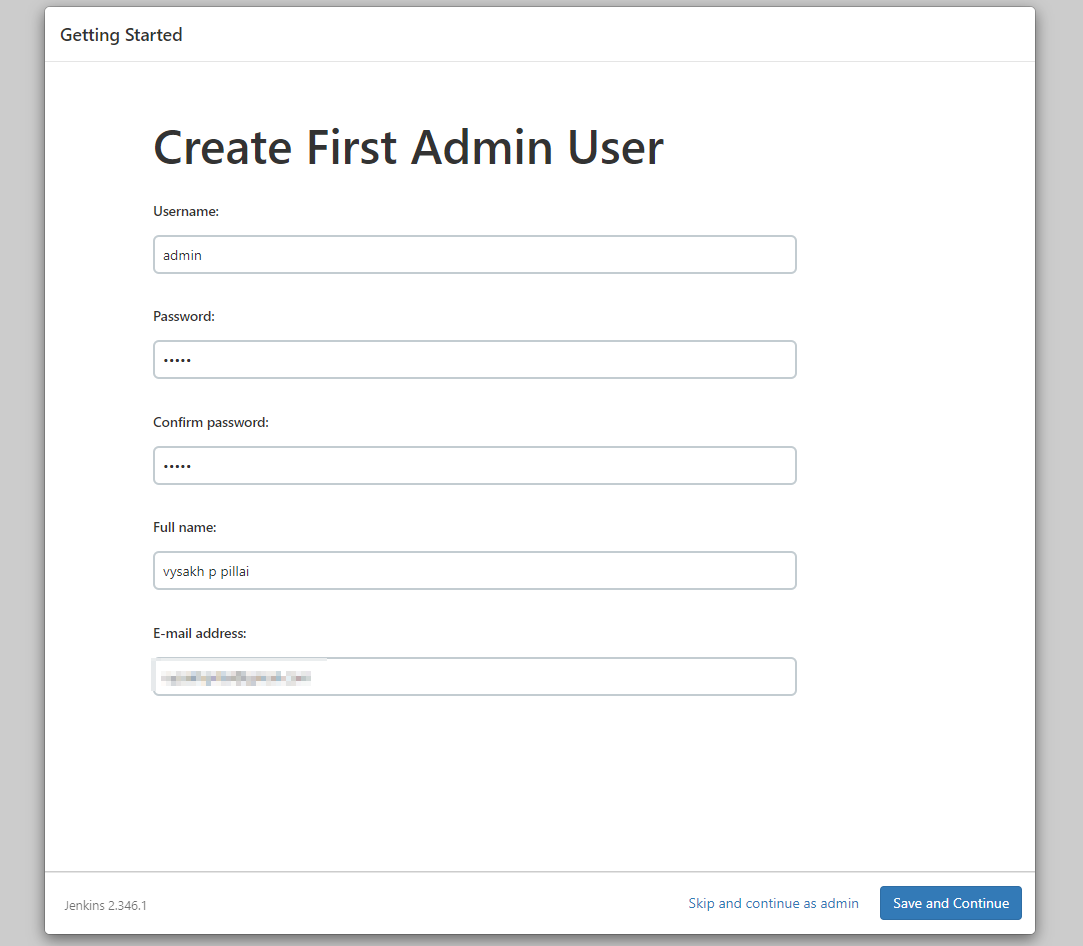 Getting Started
Create First Admin User
Username:
admin
Password:
•••••
Confirm password:
•••••
Full name:
vysakh p pillai
E-mail address:
Jenkins 2.346.1
Skip and continue as admin
Save and Continue